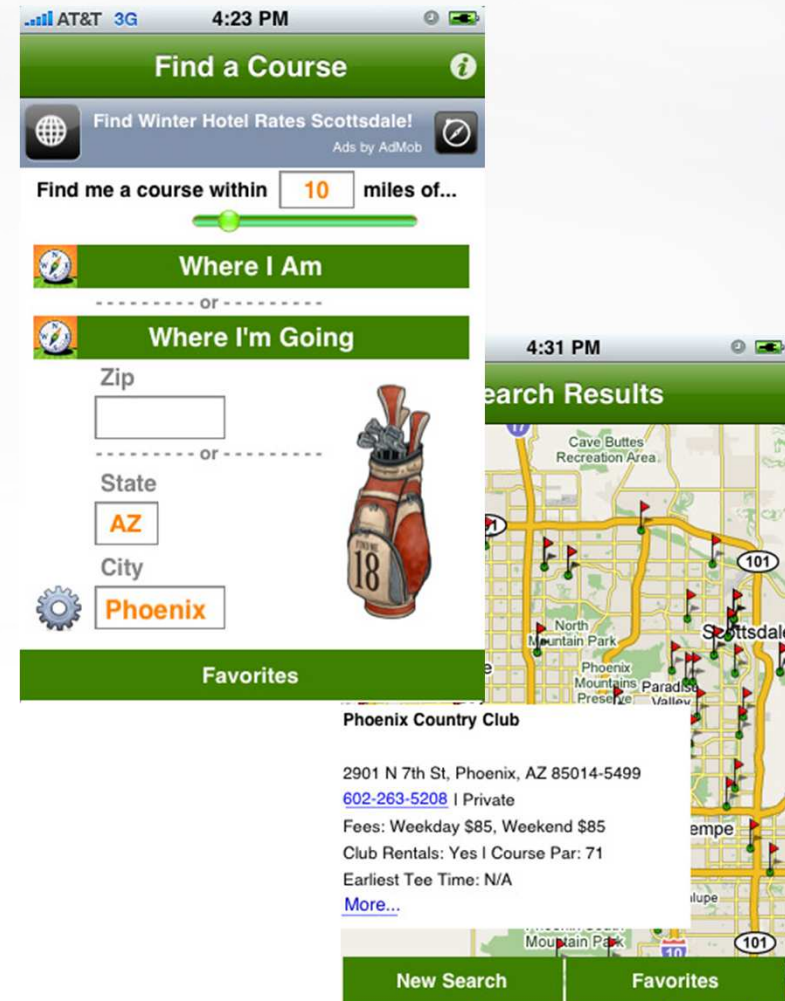 AT&T 3G 4:23 PM
Find a Course
i
Find Winter Hotel Rates Scottsdale!
Ads by AdMob
Find me a course within 10 miles of...
Where I Am
or
Where I'm Going
Zip
or
State
AZ
City
Phoenix
FIND ME
18
Favorites
4:31 PM
earch Results
17
Cave Buttes
Recreation Area
101
North
Mountain Park
Scottsdale
Phoenix
Mountains
Preserve
Paradise
Valley
Phoenix Country Club
2901 N 7th St, Phoenix, AZ 85014-5499
602-263-5208 | Private
Fees: Weekday $85, Weekend $85
Club Rentals: Yes | Course Par: 71
Earliest Tee Time: N/A
More...
empe
lupe
Mountain Park
10
101
New Search
Favorites